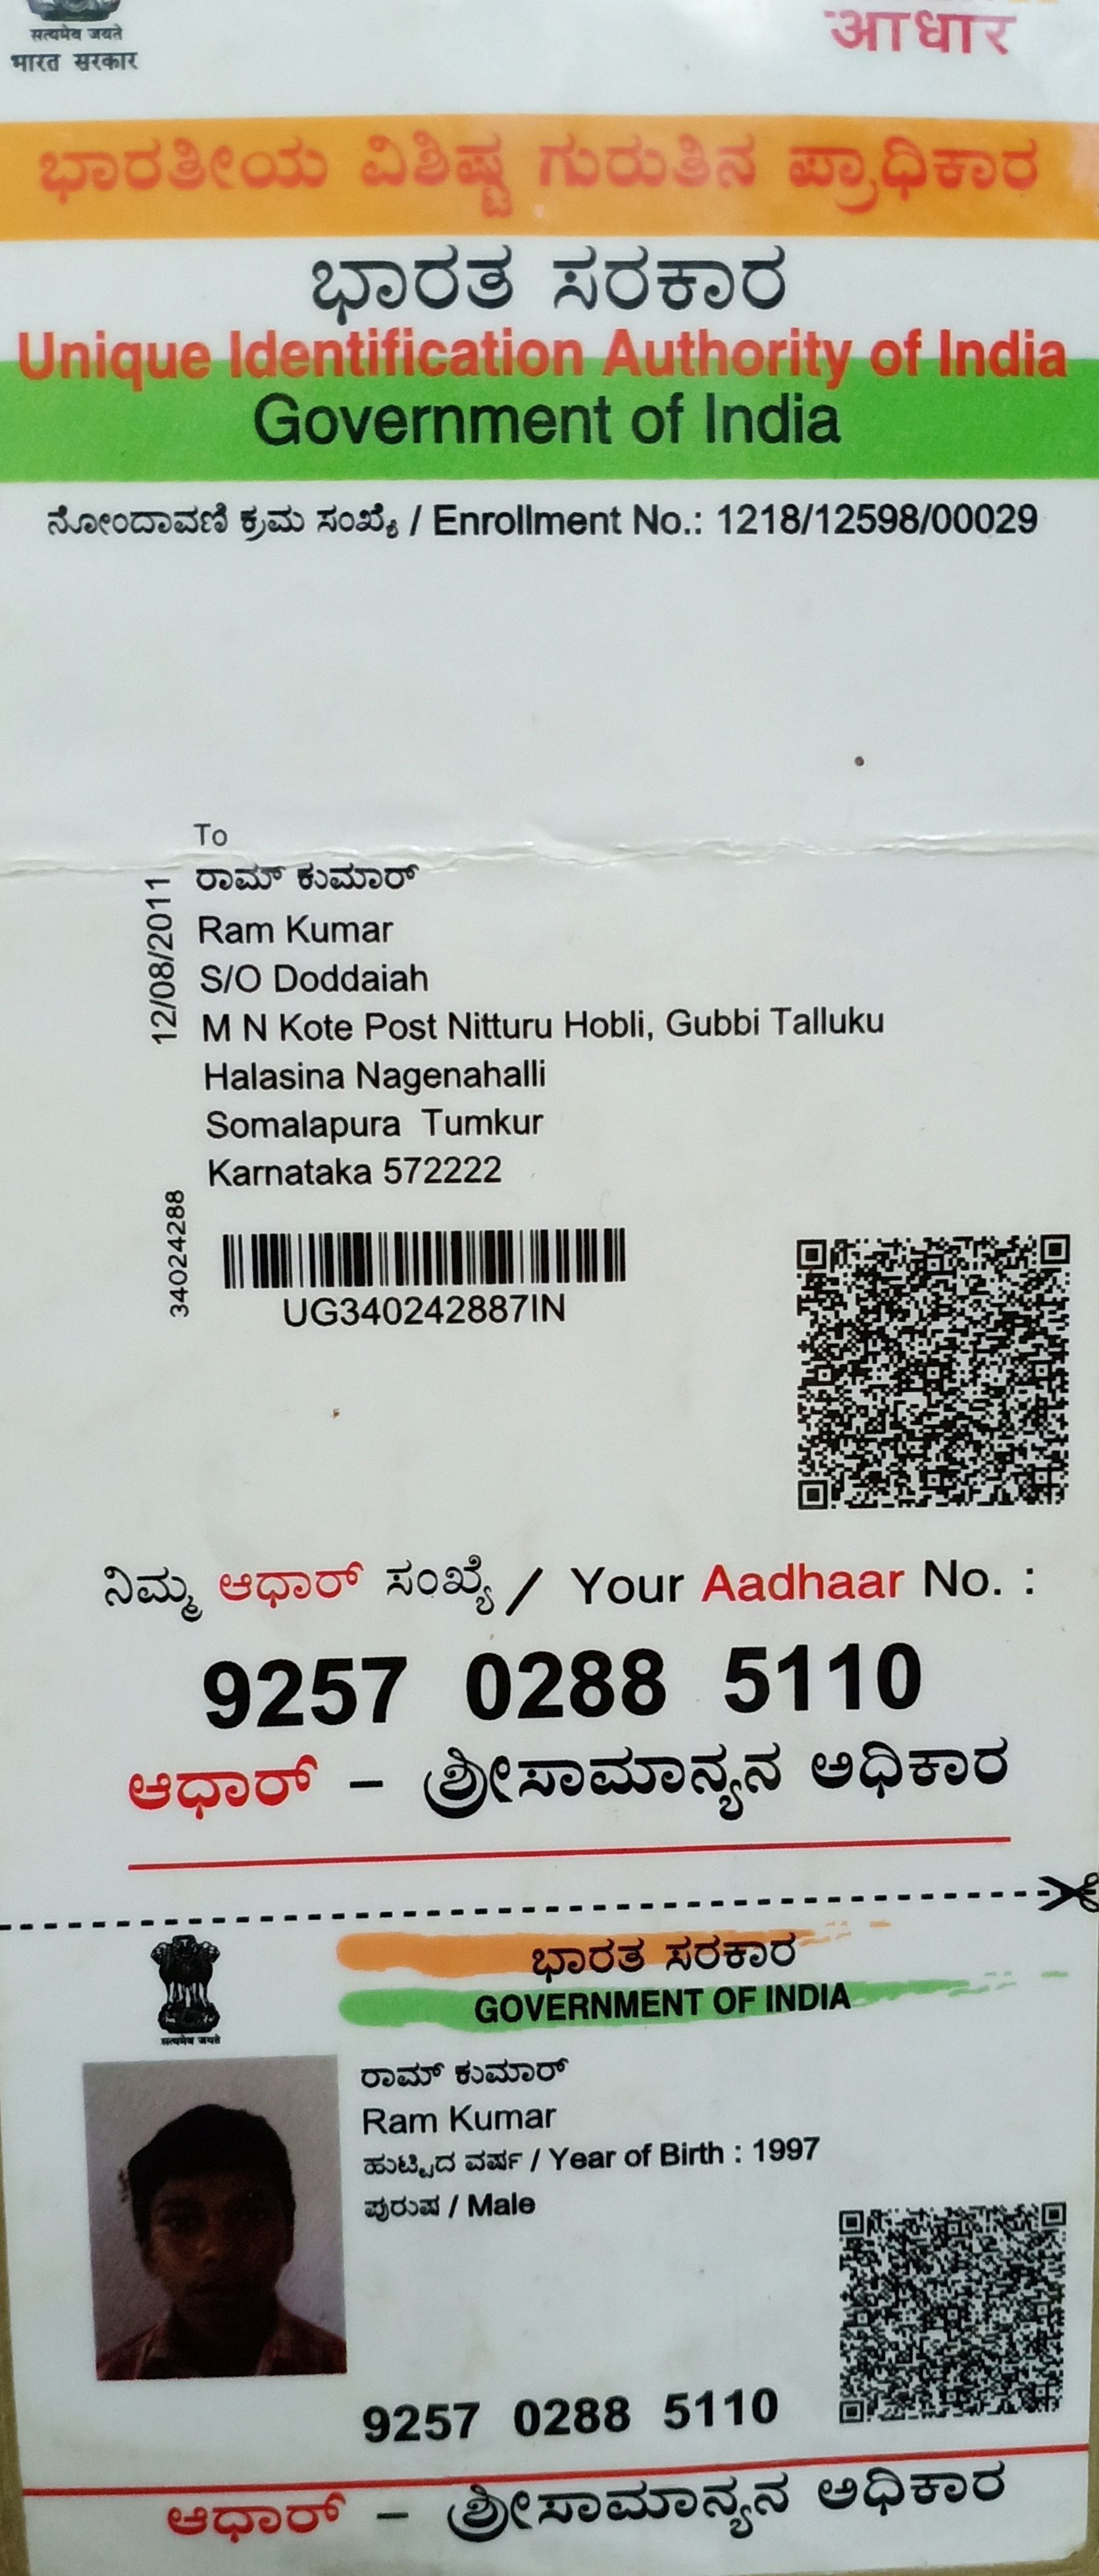 सत्यमेव जयते
भारत सरकार
आधार
ಭಾರತೀಯ ವಿಶಿಷ್ಟ ಗುರುತಿನ ಪ್ರಾಧಿಕಾರ
ಭಾರತ ಸರಕಾರ
Unique Identification Authority of India
Government of India
ನೋಂದಾವಣಿ ಕ್ರಮ ಸಂಖ್ಯೆ / Enrollment No.: 1218/12598/00029
To
ರಾಮ್ ಕುಮಾರ್
Ram Kumar
S/O Doddaiah
M N Kote Post Nitturu Hobli, Gubbi Talluku
Halasina Nagenahalli
Somalapura Tumkur
Karnataka 572222
12/08/2011
34024288
UG340242887IN
ನಿಮ್ಮ ಆಧಾರ್ ಸಂಖ್ಯೆ / Your Aadhaar No. :
9257 0288 5110
ಆಧಾರ್ – ಶ್ರೀಸಾಮಾನ್ಯನ ಅಧಿಕಾರ
ಭಾರತ ಸರಕಾರ
GOVERNMENT OF INDIA
सत्यमेव जयते
ರಾಮ್ ಕುಮಾರ್
Ram Kumar
ಹುಟ್ಟಿದ ವರ್ಷ / Year of Birth : 1997
ಪುರುಷ / Male
9257 0288 5110
ಆಧಾರ್ – ಶ್ರೀಸಾಮಾನ್ಯನ ಅಧಿಕಾರ